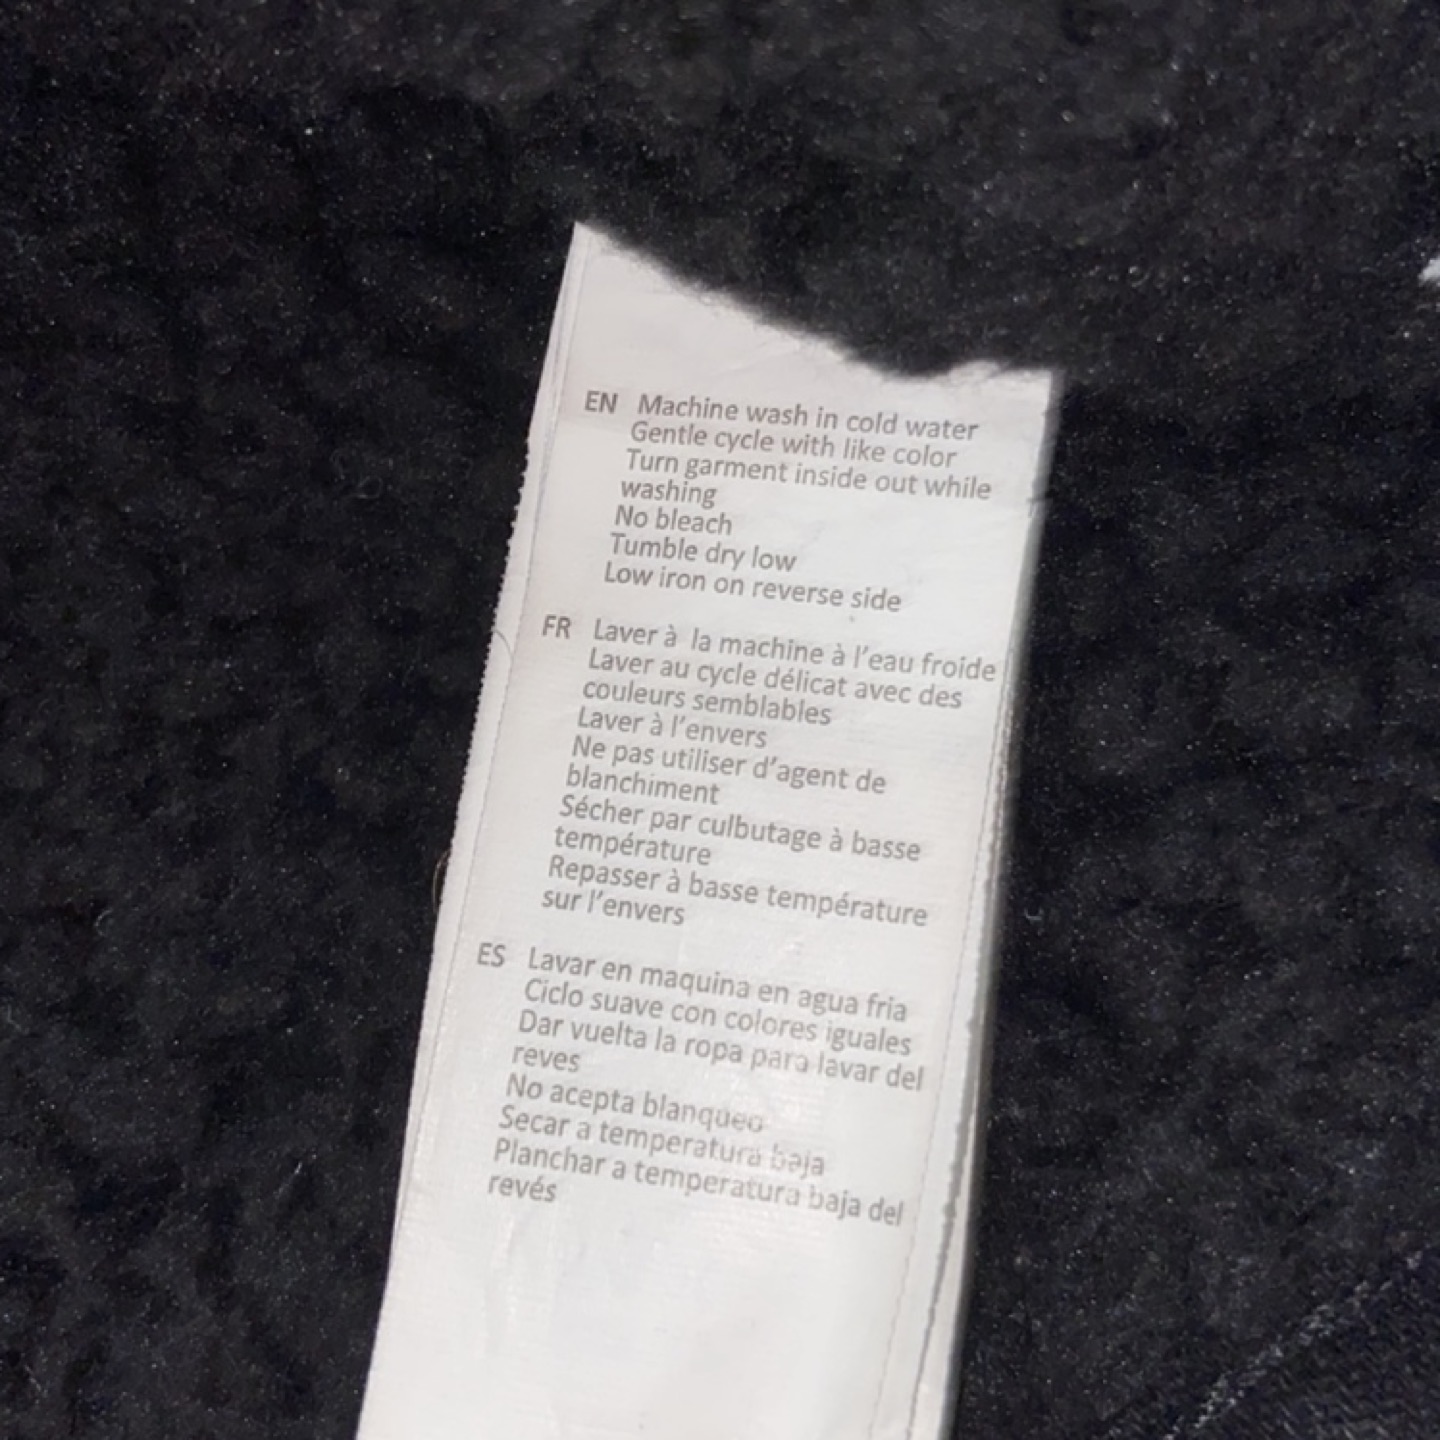 EN Machine wash in cold water
Gentle cycle with like color
Turn garment inside out while
washing
No bleach
Tumble dry low
Low iron on reverse side
FR Laver à la machine à l'eau froide
Laver au cycle délicat avec des
couleurs semblables
Laver à l'envers
Ne pas utiliser d'agent de
blanchiment
Sécher par culbutage à basse
température
Repasser à basse température
sur l'envers
ES Lavar en maquina en agua fria
Ciclo suave con colores iguales
Dar vuelta la ropa para lavar del
reves
No acepta blanqueo
Secar a temperatura baja
Planchar a temperatura baja del
revés